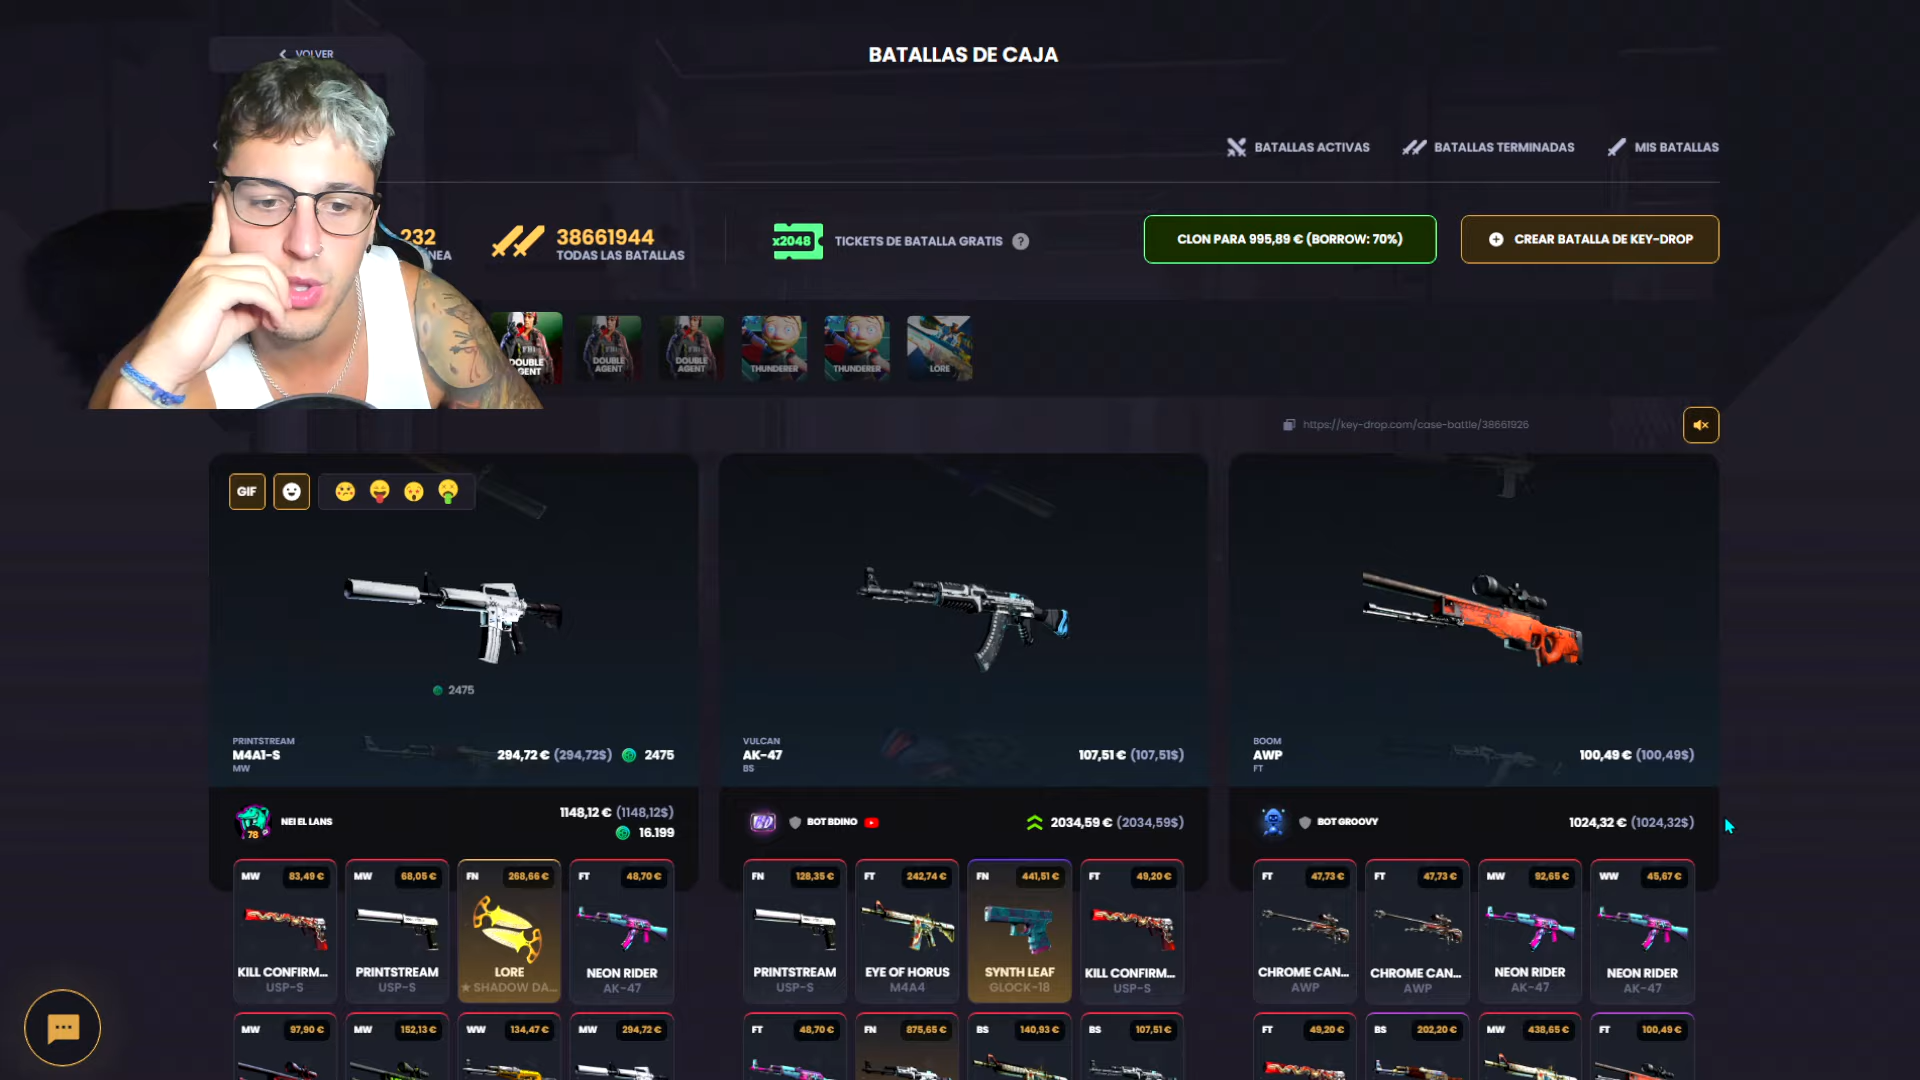 VOLVER
BATALLAS DE CAJA
BATALLAS ACTIVAS
BATALLAS TERMINADAS
MIS BATALLAS
232
NEA
38661944
TODAS LAS BATALLAS
x2048
TICKETS DE BATALLA GRATIS
?
CLON PARA 995,89 € (BORROW: 70%)
CREAR BATALLA DE KEY-DROP
DOUBLE
GENT
DOUBLE
AGENT
DOUBLE
AGENT
THUNDERER
THUNDERER
LORE
https://key-drop.com/case-battle/38661926
GIF
2475
PRINTSTREAM
M4A1-S
MW
294,72 € (294,72$)
2475
VULCAN
AK-47
BS
107,51 € (107,51$)
BOOM
AWP
FT
100,49 € (100,49$)
78
NEI EL LANS
1148,12 € (1148,12$)
16.199
BD
BOT BDINO
2034,59 € (2034,59$)
BOT GROOVY
1024,32 € (1024,32$)
MW 83,49 €
KILL CONFIRM...
USP-S
MW 68,05 €
PRINTSTREAM
USP-S
FN 268,66 €
LORE
★ SHADOW DA...
FT 48,70 €
NEON RIDER
AK-47
FN 128,35 €
PRINTSTREAM
USP-S
FT 242,74 €
EYE OF HORUS
M4A4
FN 441,51 €
SYNTH LEAF
GLOCK-18
FT 49,20 €
KILL CONFIRM...
USP-S
FT 47,73 €
CHROME CAN...
AWP
FT 47,73 €
CHROME CAN...
AWP
MW 92,65 €
NEON RIDER
AK-47
WW 45,67 €
NEON RIDER
AK-47
MW 97,90 €
MW 152,13 €
WW 134,47 €
MW 294,72 €
FT 48,70 €
FN 875,65 €
BS 140,93 €
BS 107,51 €
FT 49,20 €
BS 202,20 €
MW 438,65 €
FT 100,49 €